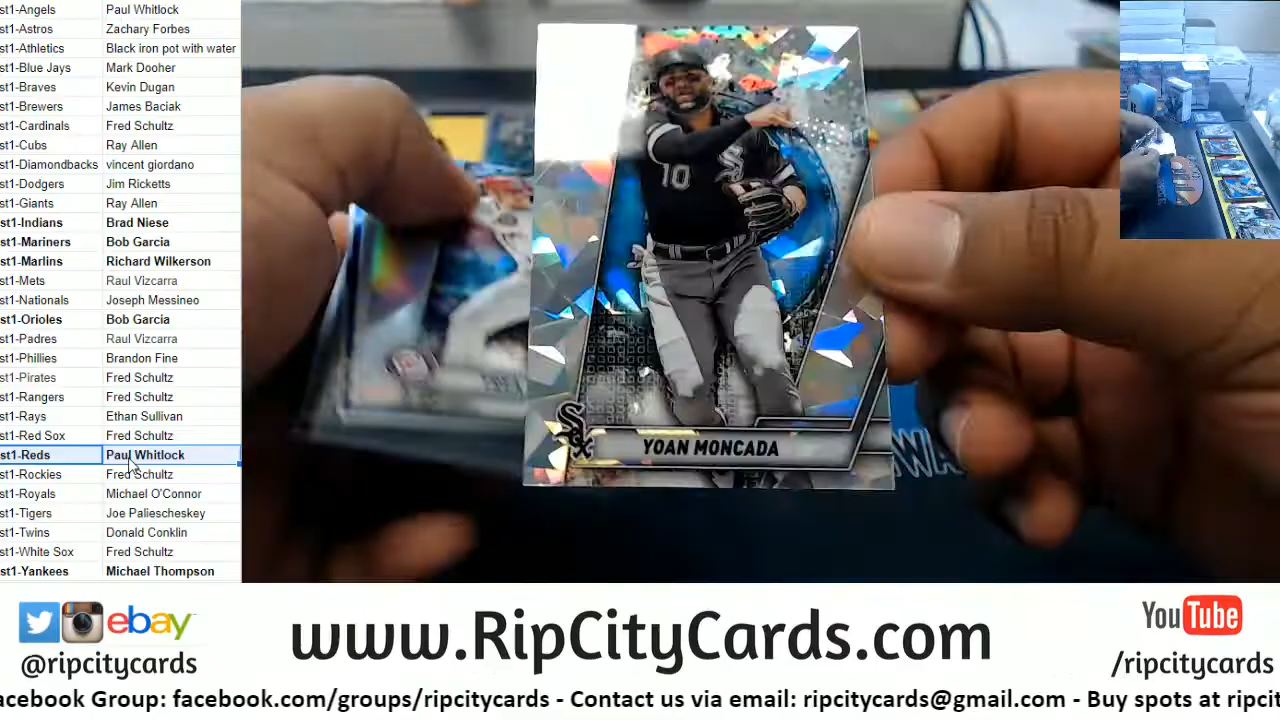 st1-Angels Paul Whitlock
st1-Astros Zachary Forbes
st1-Athletics Black iron pot with water
st1-Blue Jays Mark Dooher
st1-Braves Kevin Dugan
st1-Brewers James Baciak
st1-Cardinals Fred Schultz
st1-Cubs Ray Allen
st1-Diamondbacks vincent giordano
st1-Dodgers Jim Ricketts
st1-Giants Ray Allen
st1-Indians Brad Niese
st1-Mariners Bob Garcia
st1-Marlins Richard Wilkerson
st1-Mets Raul Vizcarra
st1-Nationals Joseph Messineo
st1-Orioles Bob Garcia
st1-Padres Raul Vizcarra
st1-Phillies Brandon Fine
st1-Pirates Fred Schultz
st1-Rangers Fred Schultz
st1-Rays Ethan Sullivan
st1-Red Sox Fred Schultz
st1-Reds Paul Whitlock
st1-Rockies Fred Schultz
st1-Royals Michael O'Connor
st1-Tigers Joe Paliescheskey
st1-Twins Donald Conklin
st1-White Sox Fred Schultz
st1-Yankees Michael Thompson
10
Sox
Sox
YOAN MONCADA
ebay
@ripcitycards
www.RipCityCards.com
YouTube
/ripcitycards
acebook Group: facebook.com/groups/ripcitycards - Contact us via email: ripcitycards@gmail.com - Buy spots at ripcit